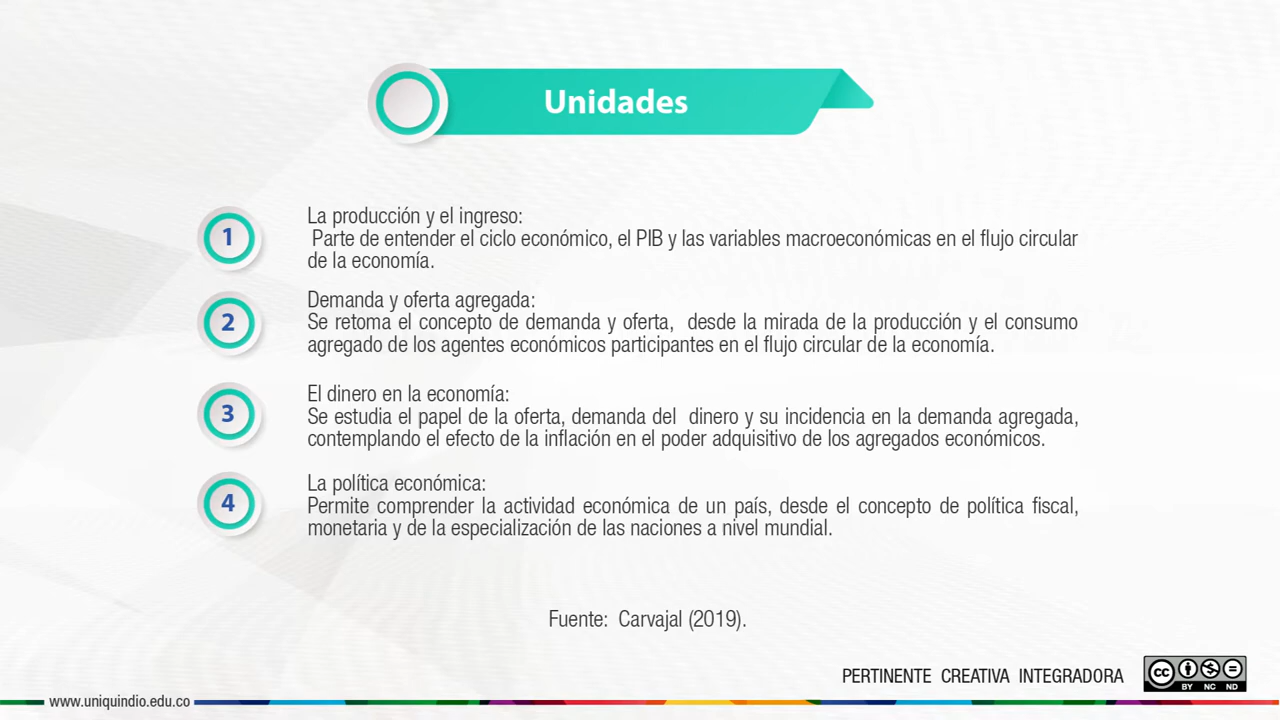 Unidades
1
La producción y el ingreso:
Parte de entender el ciclo económico, el PIB y las variables macroeconómicas en el flujo circular
de la economía.
2
Demanda y oferta agregada:
Se retoma el concepto de demanda y oferta, desde la mirada de la producción y el consumo
agregado de los agentes económicos participantes en el flujo circular de la economía.
3
El dinero en la economía:
Se estudia el papel de la oferta, demanda del dinero y su incidencia en la demanda agregada,
contemplando el efecto de la inflación en el poder adquisitivo de los agregados económicos.
4
La política económica:
Permite comprender la actividad económica de un país, desde el concepto de política fiscal,
monetaria y de la especialización de las naciones a nivel mundial.
Fuente: Carvajal (2019).
PERTINENTE CREATIVA INTEGRADORA
cc
BY NC ND
www.uniquindio.edu.co